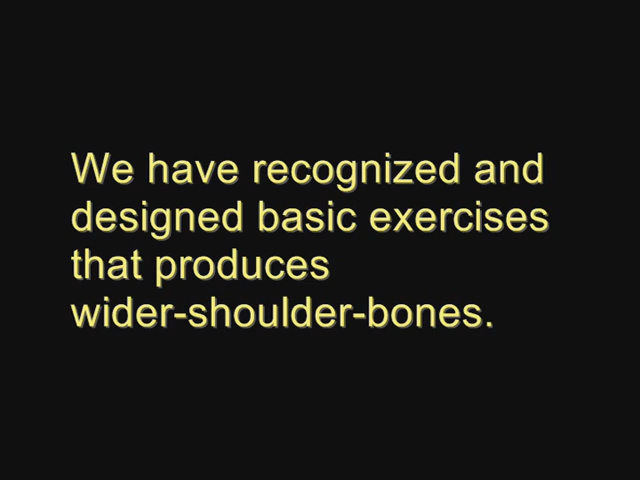 We have recognized and
designed basic exercises
that produces
wider-shoulder-bones.